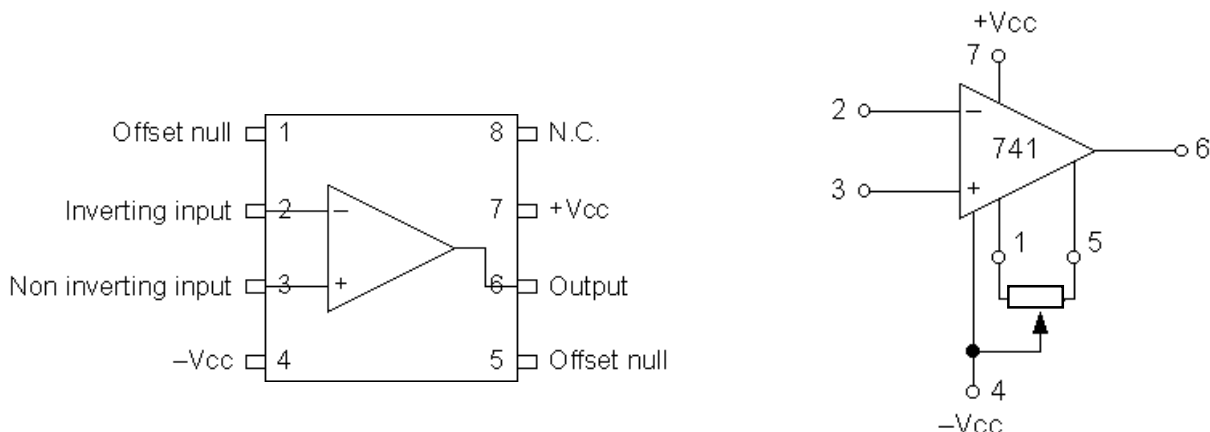 Offset null 1 8 N.C.
Inverting input 2 – 7 +Vcc
Non inverting input 3 + 6 Output
–Vcc 4 5 Offset null
+Vcc
7
2 –
741
6
3 +
1 5
4
–Vcc